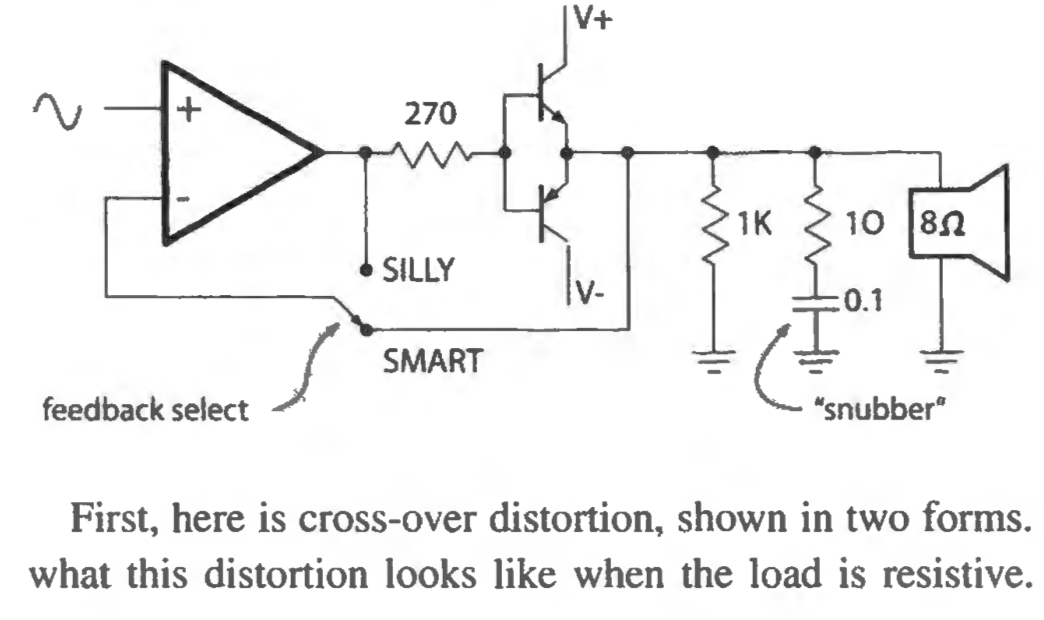 V+
+
270
-
1K
10
8Ω
SILLY
V-
0.1
SMART
feedback select
"snubber"
First, here is cross-over distortion, shown in two forms.
what this distortion looks like when the load is resistive.